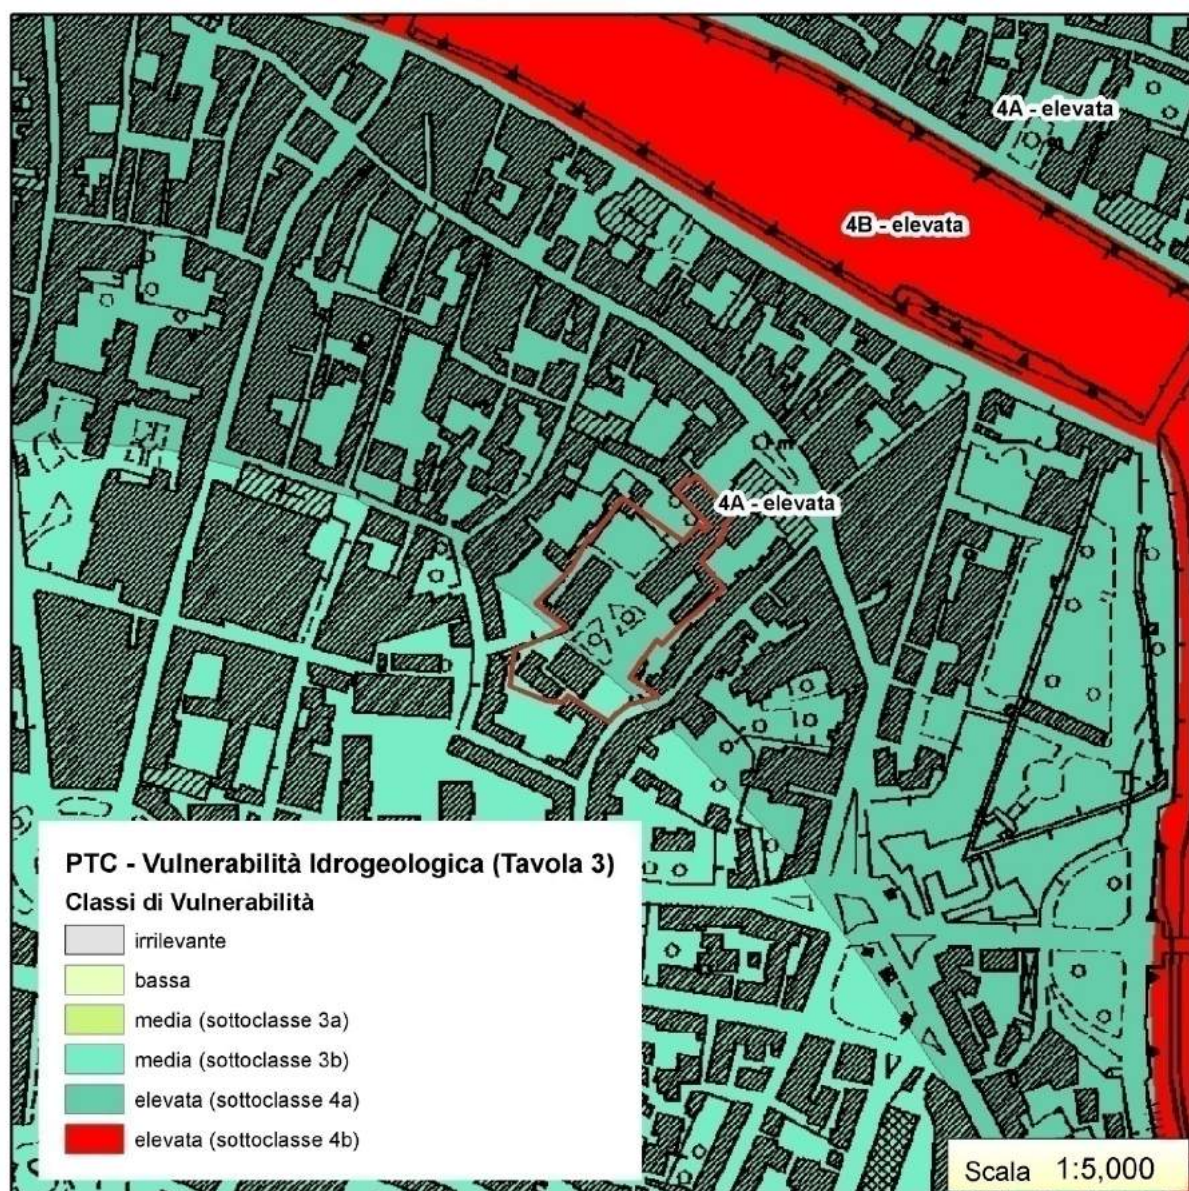 4A - elevata
4B - elevata
4A - elevata
PTC - Vulnerabilità Idrogeologica (Tavola 3)
Classi di Vulnerabilità
irrilevante
bassa
media (sottoclasse 3a)
media (sottoclasse 3b)
elevata (sottoclasse 4a)
elevata (sottoclasse 4b)
Scala 1:5,000